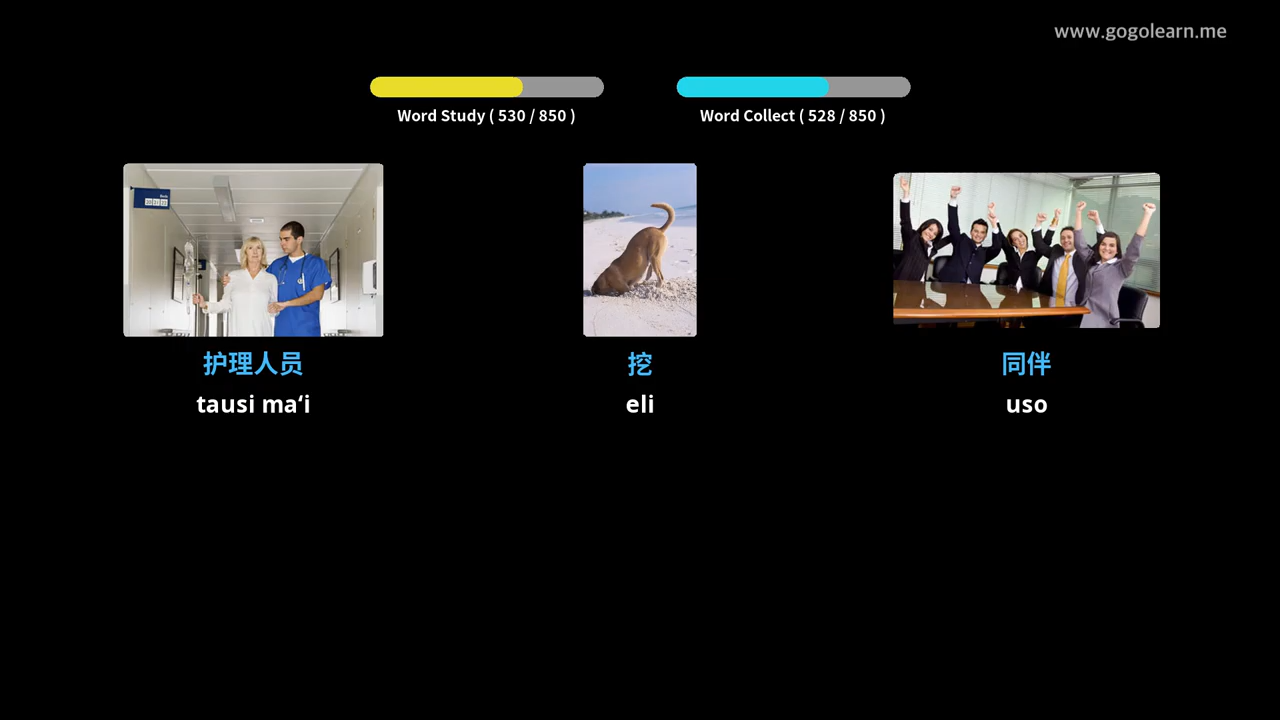 www.gogolearn.me
Word Study ( 530 / 850 )
Word Collect ( 528 / 850 )
护理人员
挖
同伴
tausi ma‘i
eli
uso